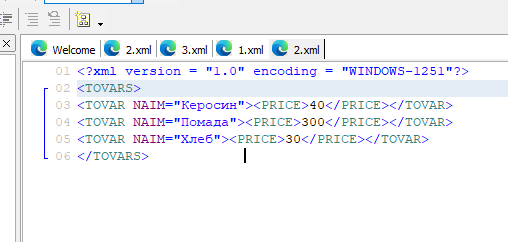 Welcome 2.xml 3.xml 1.xml 2.xml
01 <?xml version = "1.0" encoding = "WINDOWS-1251"?>
02 <TOVARS>
03 <TOVAR NAIM="Керосин"><PRICE>40</PRICE></TOVAR>
04 <TOVAR NAIM="Помада"><PRICE>300</PRICE></TOVAR>
05 <TOVAR NAIM="Хлеб"><PRICE>30</PRICE></TOVAR>
06 </TOVARS>